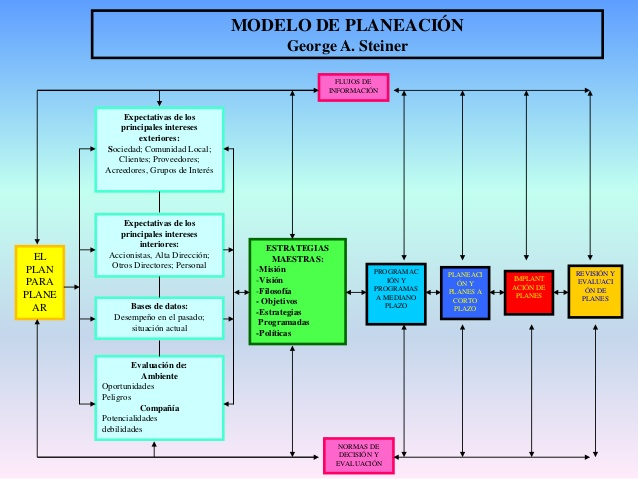 MODELO DE PLANEACIÓN
George A. Steiner
FLUJOS DE
INFORMACIÓN
Expectativas de los
principales intereses
exteriores:
Sociedad; Comunidad Local;
Clientes; Proveedores;
Acreedores, Grupos de Interés
Expectativas de los
principales intereses
interiores:
Accionistas, Alta Dirección;
Otros Directores; Personal
Bases de datos:
Desempeño en el pasado;
situación actual
Evaluación de:
Ambiente
Oportunidades
Peligros
Compañía
Potencialidades
debilidades
EL
PLAN
PARA
PLANE
AR
ESTRATEGIAS
MAESTRAS:
-Misión
-Visión
-Filosofía
- Objetivos
-Estrategias
Programadas
-Políticas
PROGRAMAC
IÓN Y
PROGRAMAS
A MEDIANO
PLAZO
PLANEACI
ÓN Y
PLANES A
CORTO
PLAZO
IMPLANT
ACIÓN DE
PLANES
REVISIÓN Y
EVALUACI
ÓN DE
PLANES
NORMAS DE
DECISIÓN Y
EVALUACIÓN